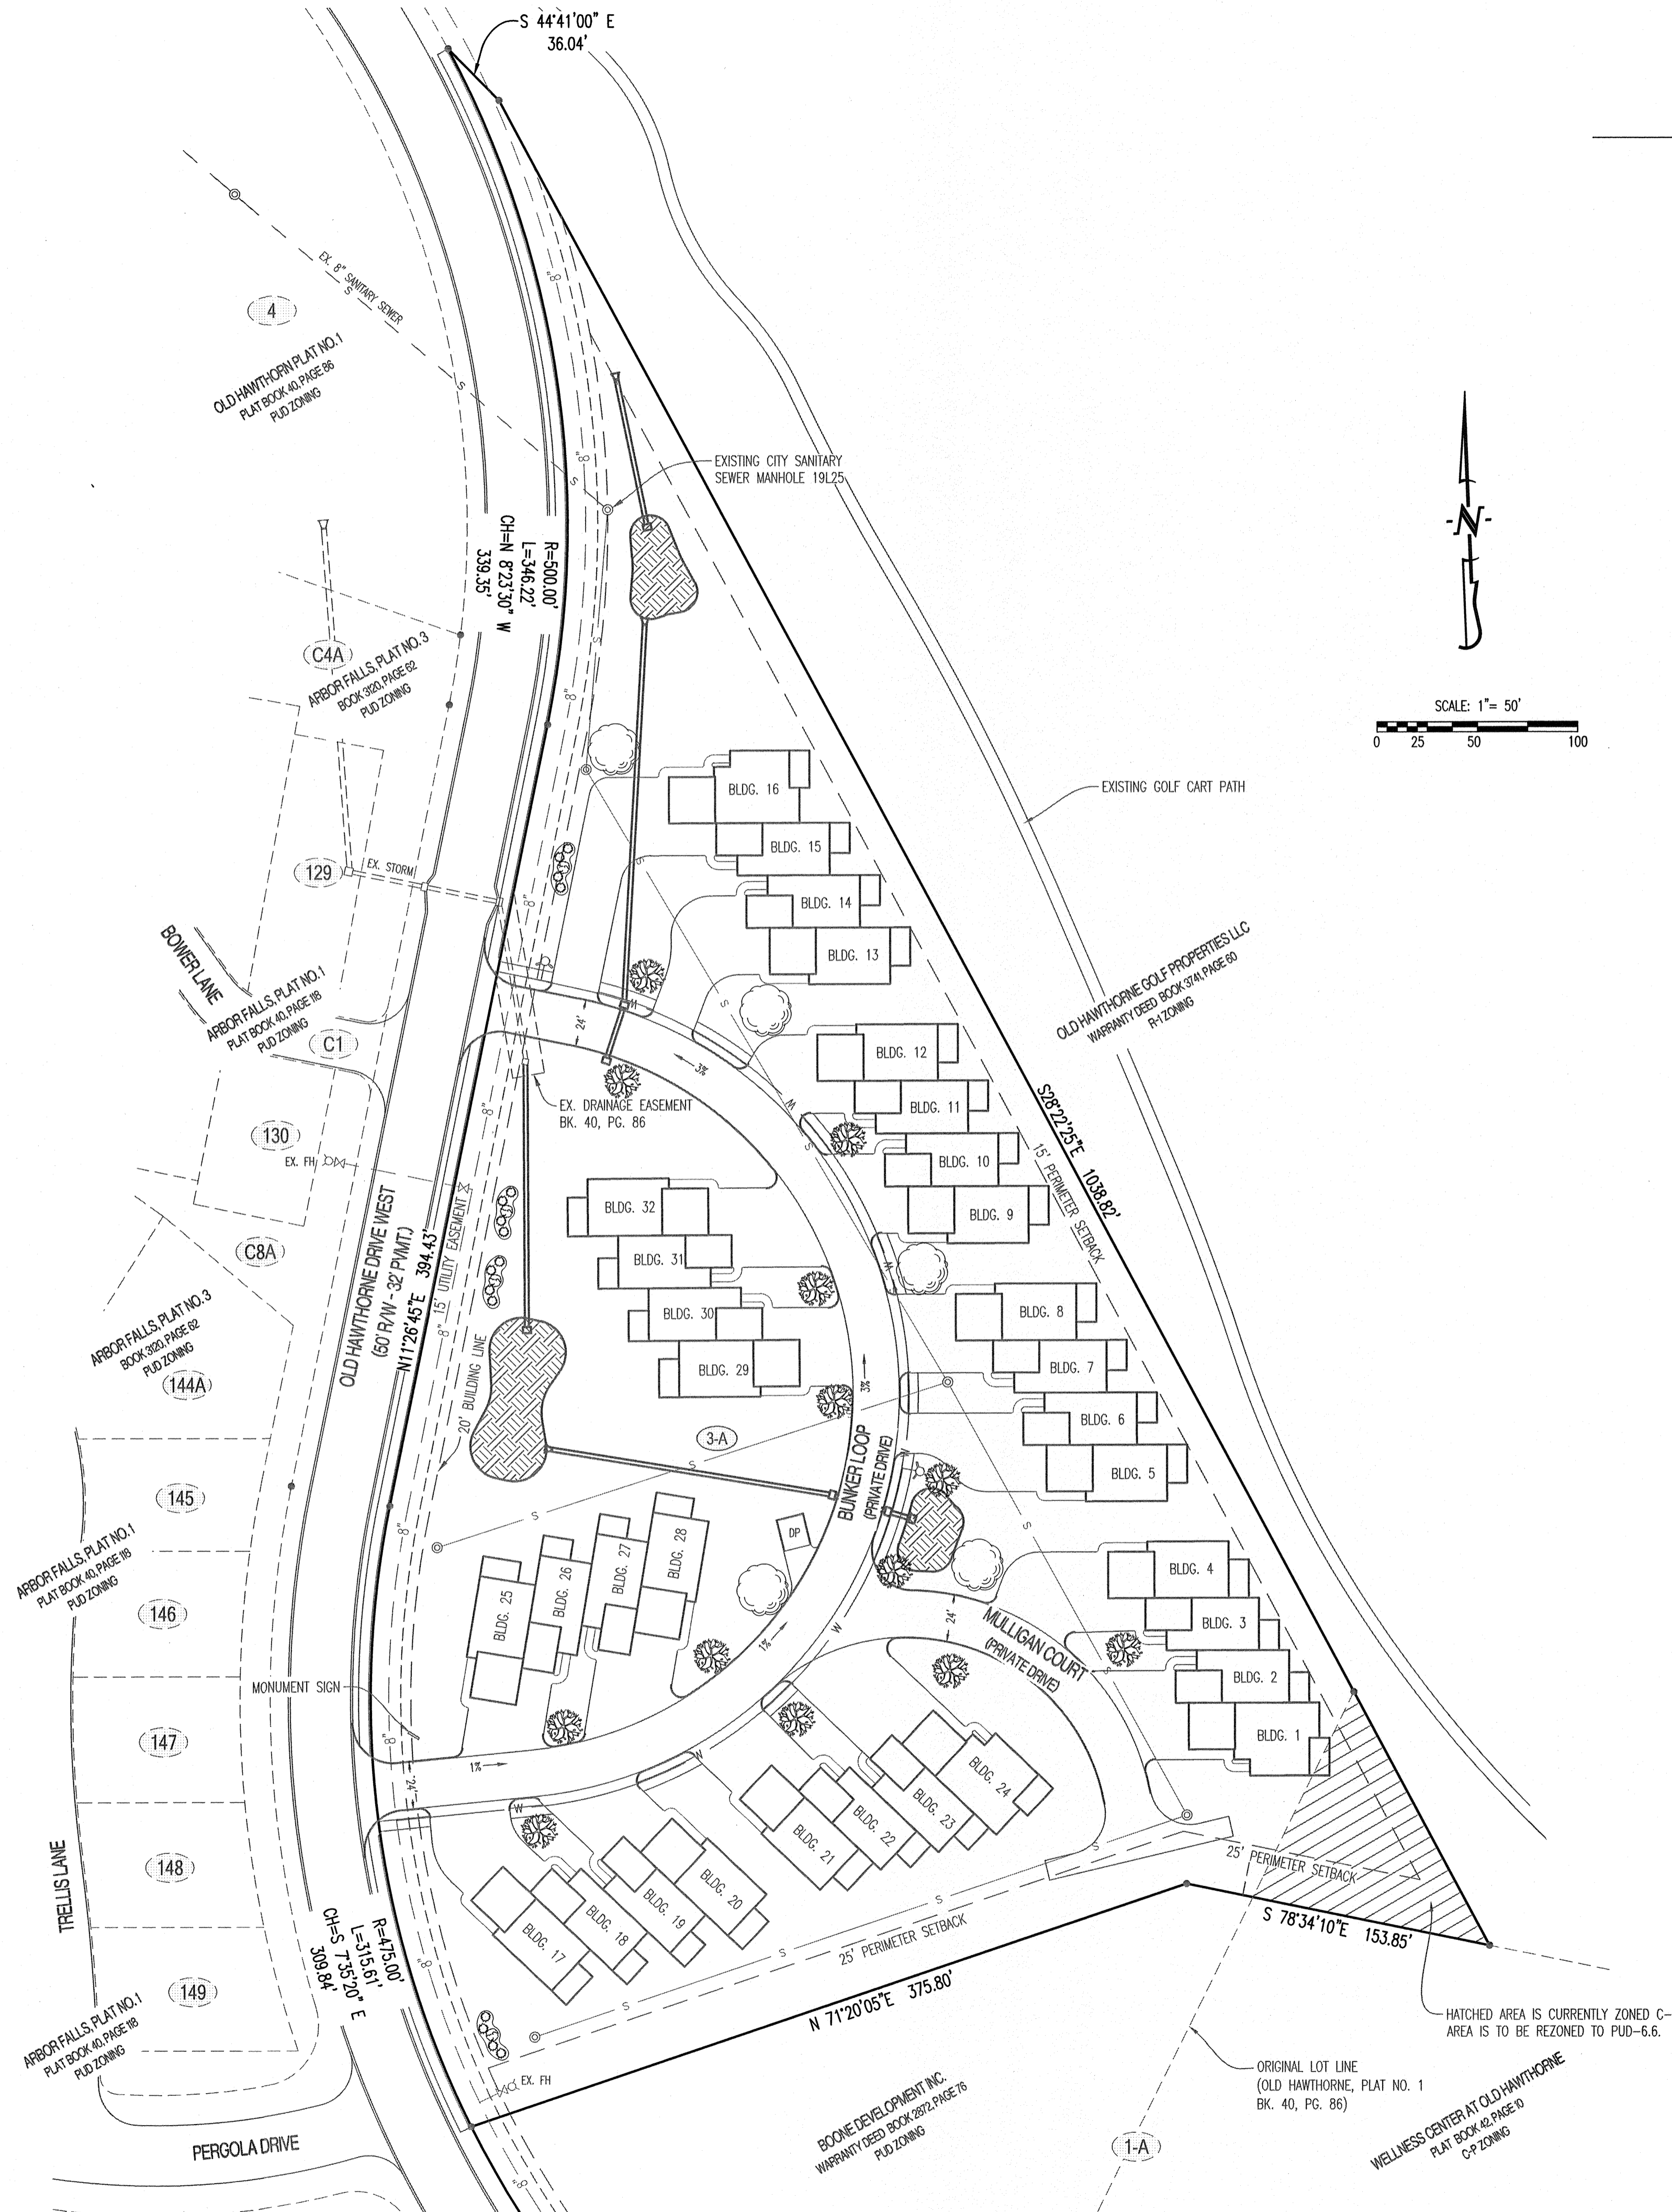 S 44°41'00" E
36.04'
EX. 8" SANITARY SEWER
S
S
S
4
OLD HAWTHORN PLAT NO. 1
PLAT BOOK 40, PAGE 86
PUD ZONING
8"
8"
EXISTING CITY SANITARY
SEWER MANHOLE 19L25
N
SCALE: 1"= 50'
0 25 50 100
R=500.00'
L=346.22'
CH=N 8°23'30" W
339.35'
C4A
ARBOR FALLS, PLAT NO. 3
BOOK 3120, PAGE 62
PUD ZONING
S
8"
EXISTING GOLF CART PATH
BLDG. 16
BLDG. 15
BLDG. 14
BLDG. 13
129
EX. STORM
8"
S
BOWER LANE
ARBOR FALLS, PLAT NO. 1
PLAT BOOK 40, PAGE 118
PUD ZONING
C1
24'
W
S
3%
W
OLD HAWTHORNE GOLF PROPERTIES LLC
WARRANTY DEED BOOK 3741, PAGE 60
R-1 ZONING
BLDG. 12
BLDG. 11
BLDG. 10
BLDG. 9
S28°22'25"E 1038.82'
15' PERIMETER SETBACK
EX. DRAINAGE EASEMENT
BK. 40, PG. 86
8"
S
130
EX. FH
C8A
OLD HAWTHORNE DRIVE WEST
(50' R/W - 32' PVMT.)
N11°26'45"E 394.43'
15' UTILITY EASEMENT
8"
20' BUILDING LINE
BLDG. 32
BLDG. 31
BLDG. 30
BLDG. 29
W
S
BLDG. 8
BLDG. 7
BLDG. 6
BLDG. 5
ARBOR FALLS, PLAT NO. 3
BOOK 3120, PAGE 62
PUD ZONING
144A
3%
3-A
S
BUNKER LOOP
(PRIVATE DRIVE)
W
145
8"
S
S
ARBOR FALLS, PLAT NO. 1
PLAT BOOK 40, PAGE 118
PUD ZONING
146
BLDG. 25
BLDG. 26
BLDG. 27
BLDG. 28
DP
BLDG. 4
BLDG. 3
BLDG. 2
BLDG. 1
24'
MULLIGAN COURT
(PRIVATE DRIVE)
S
1%
W
MONUMENT SIGN
147
8"
1%
24'
W
W
BLDG. 24
BLDG. 23
BLDG. 22
BLDG. 21
BLDG. 20
BLDG. 19
BLDG. 18
BLDG. 17
S
S
S
S
25' PERIMETER SETBACK
25' PERIMETER SETBACK
TRELLIS LANE
148
R=475.00'
L=315.61'
CH=S 7°35'20" E
309.84'
8"
149
S 78°34'10"E 153.85'
N 71°20'05"E 375.80'
HATCHED AREA IS CURRENTLY ZONED C-
AREA IS TO BE REZONED TO PUD-6.6.
ARBOR FALLS, PLAT NO. 1
PLAT BOOK 40, PAGE 118
PUD ZONING
EX. FH
ORIGINAL LOT LINE
(OLD HAWTHORNE, PLAT NO. 1
BK. 40, PG. 86)
PERGOLA DRIVE
BOONE DEVELOPMENT INC.
WARRANTY DEED BOOK 2872, PAGE 76
PUD ZONING
1-A
WELLNESS CENTER AT OLD HAWTHORNE
PLAT BOOK 42, PAGE 10
C-P ZONING
8"